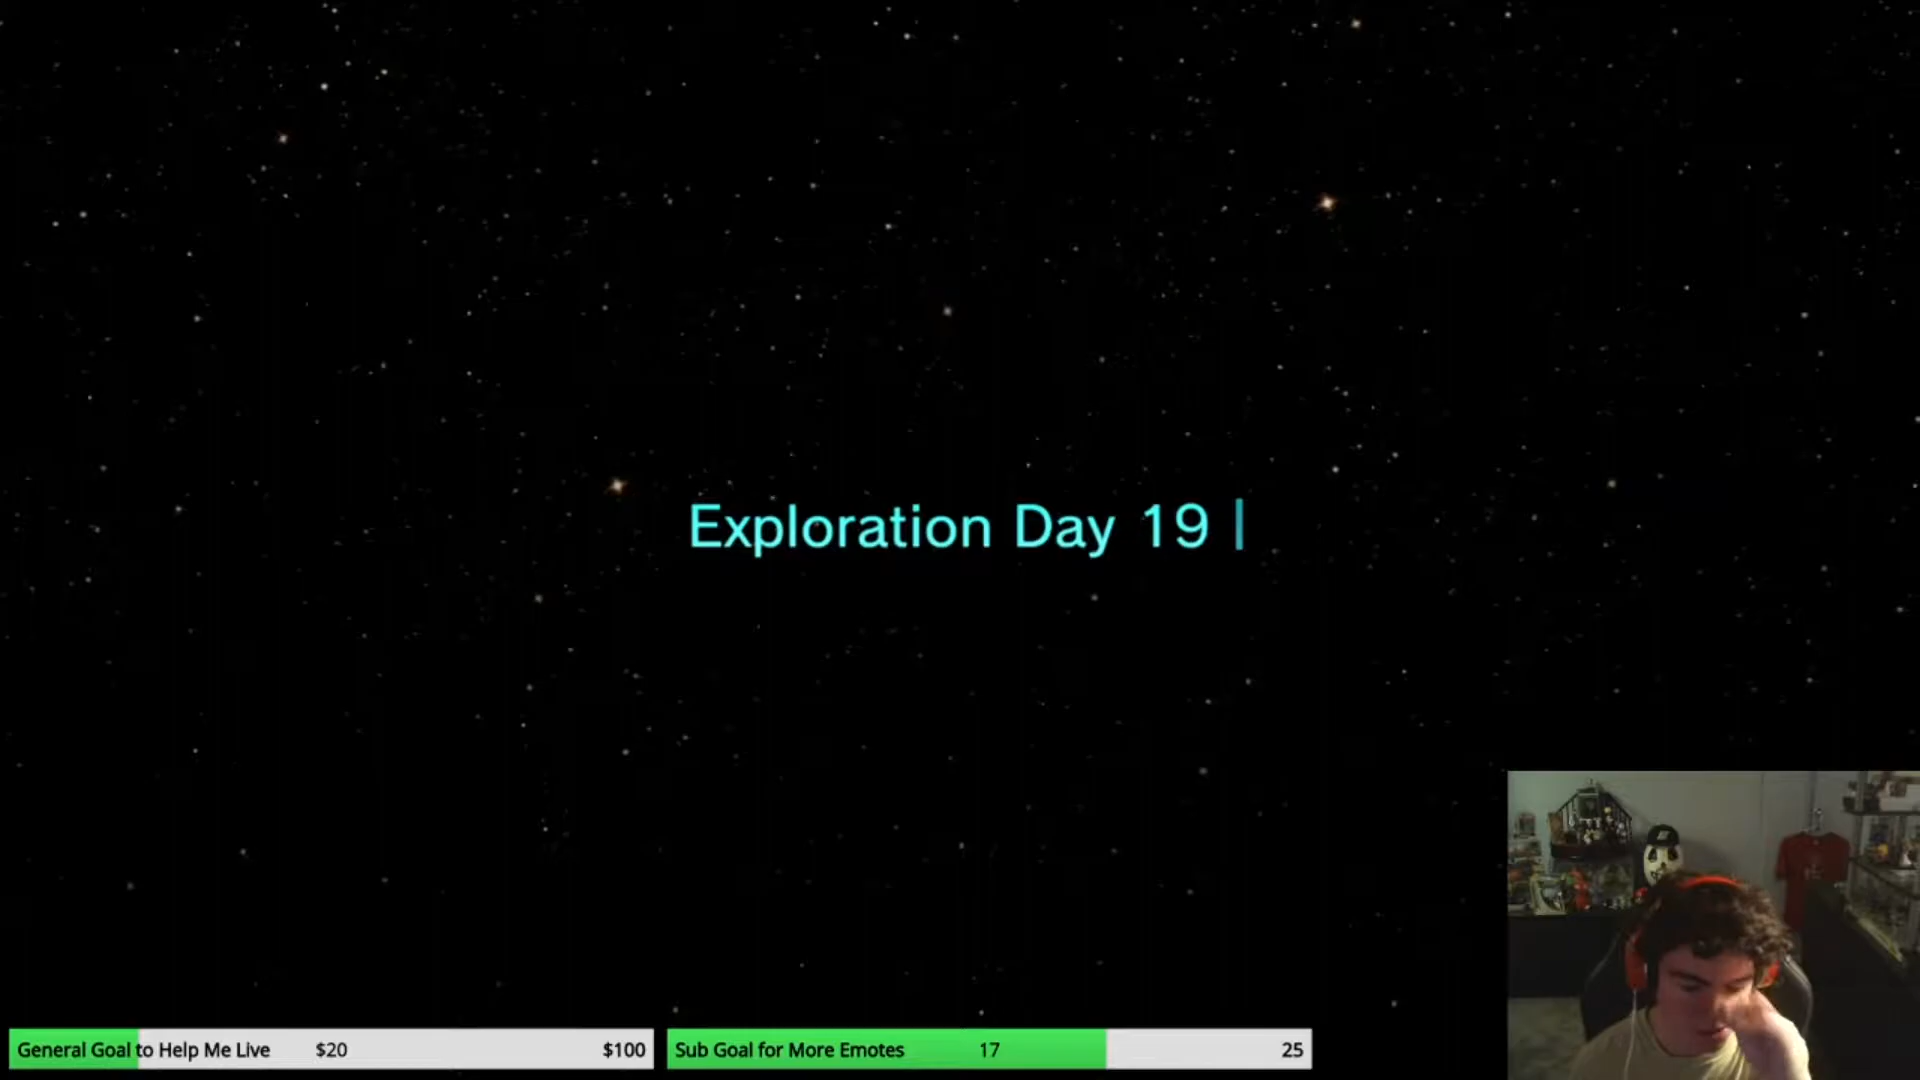 Exploration Day 19
General Goal to Help Me Live $20 $100
Sub Goal for More Emotes 17 25